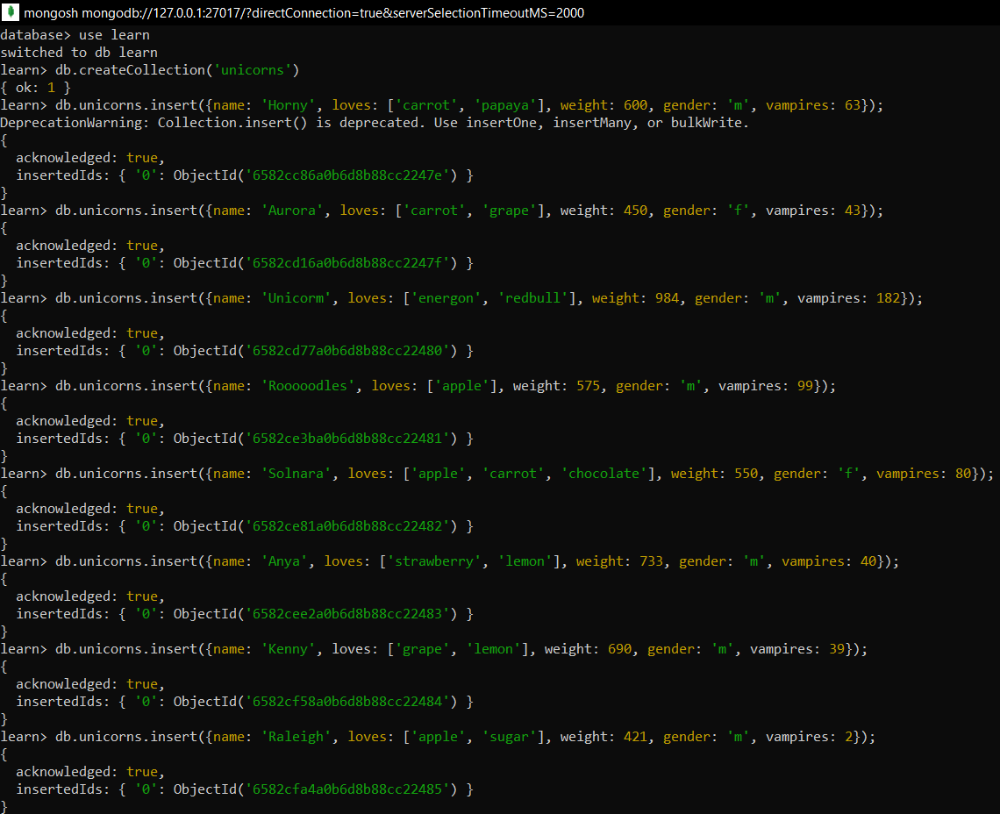 mongosh mongodb://127.0.0.1:27017/?directConnection=true&serverSelectionTimeoutMS=2000
database> use learn
switched to db learn
learn> db.createCollection('unicorns')
{ ok: 1 }
learn> db.unicorns.insert({name: 'Horny', loves: ['carrot', 'papaya'], weight: 600, gender: 'm', vampires: 63});
DeprecationWarning: Collection.insert() is deprecated. Use insertOne, insertMany, or bulkWrite.
{
  acknowledged: true,
  insertedIds: { '0': ObjectId('6582cc86a0b6d8b88cc2247e') }
}
learn> db.unicorns.insert({name: 'Aurora', loves: ['carrot', 'grape'], weight: 450, gender: 'f', vampires: 43});
{
  acknowledged: true,
  insertedIds: { '0': ObjectId('6582cd16a0b6d8b88cc2247f') }
}
learn> db.unicorns.insert({name: 'Unicorm', loves: ['energon', 'redbull'], weight: 984, gender: 'm', vampires: 182});
{
  acknowledged: true,
  insertedIds: { '0': ObjectId('6582cd77a0b6d8b88cc22480') }
}
learn> db.unicorns.insert({name: 'Rooooodles', loves: ['apple'], weight: 575, gender: 'm', vampires: 99});
{
  acknowledged: true,
  insertedIds: { '0': ObjectId('6582ce3ba0b6d8b88cc22481') }
}
learn> db.unicorns.insert({name: 'Solnara', loves: ['apple', 'carrot', 'chocolate'], weight: 550, gender: 'f', vampires: 80});
{
  acknowledged: true,
  insertedIds: { '0': ObjectId('6582ce81a0b6d8b88cc22482') }
}
learn> db.unicorns.insert({name: 'Anya', loves: ['strawberry', 'lemon'], weight: 733, gender: 'm', vampires: 40});
{
  acknowledged: true,
  insertedIds: { '0': ObjectId('6582cee2a0b6d8b88cc22483') }
}
learn> db.unicorns.insert({name: 'Kenny', loves: ['grape', 'lemon'], weight: 690, gender: 'm', vampires: 39});
{
  acknowledged: true,
  insertedIds: { '0': ObjectId('6582cf58a0b6d8b88cc22484') }
}
learn> db.unicorns.insert({name: 'Raleigh', loves: ['apple', 'sugar'], weight: 421, gender: 'm', vampires: 2});
{
  acknowledged: true,
  insertedIds: { '0': ObjectId('6582cfa4a0b6d8b88cc22485') }
}